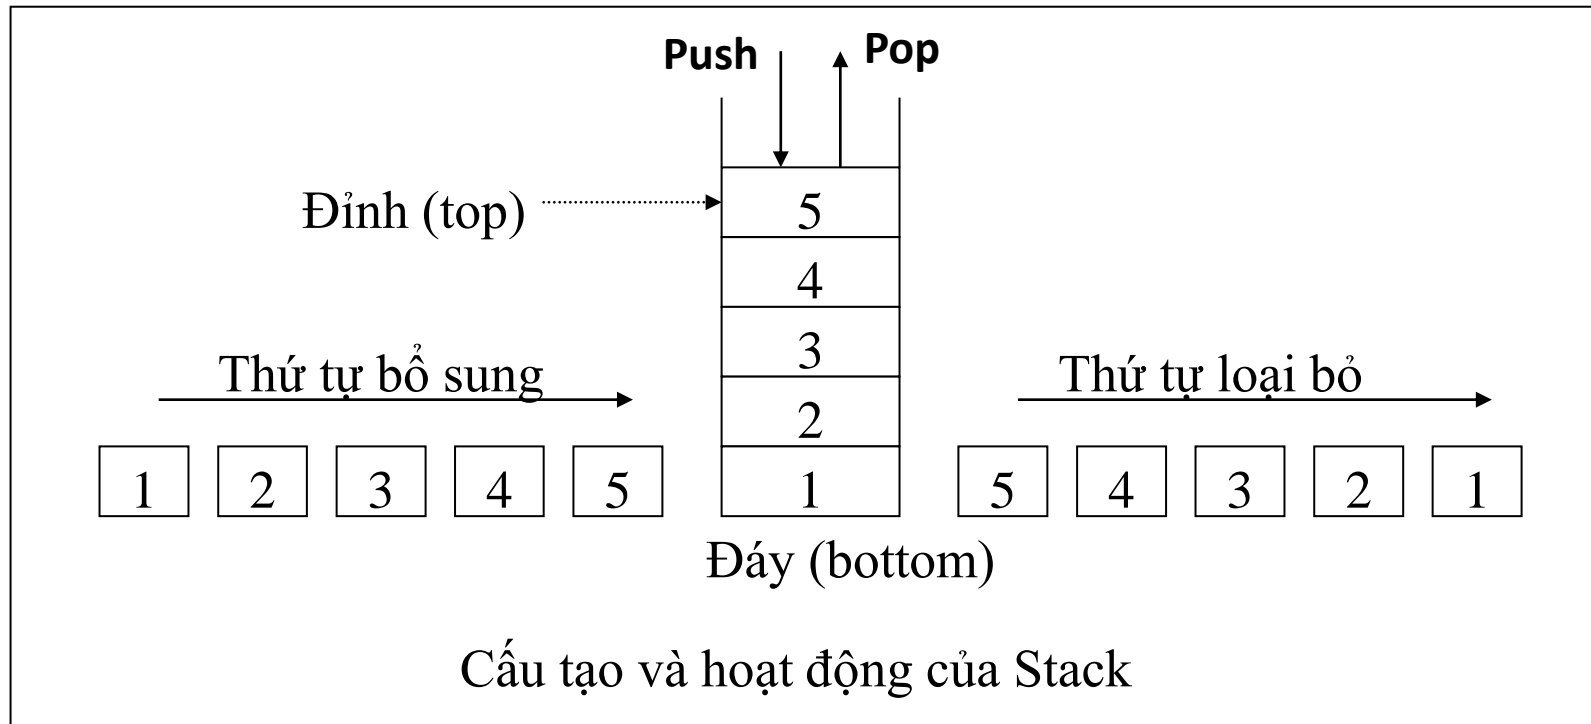 Push Pop
5
Đỉnh (top)
4
3
Thứ tự bổ sung
Thứ tự loại bỏ
2
1 2 3 4 5
1
5 4 3 2 1
Đáy (bottom)
Cấu tạo và hoạt động của Stack